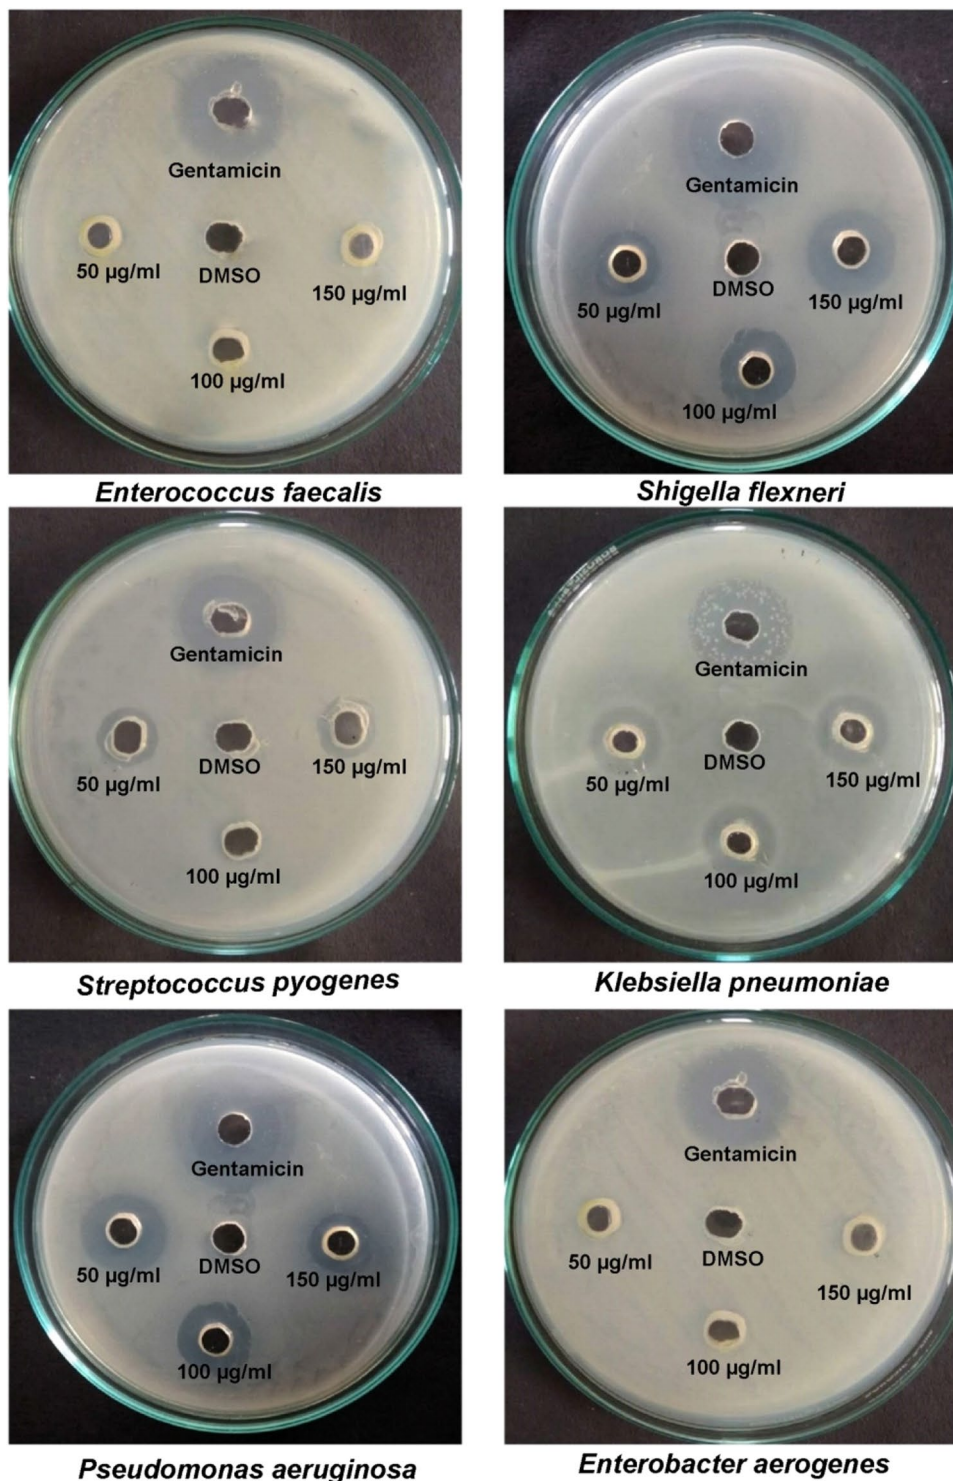 Gentamicin
50 µg/ml
DMSO
150 µg/ml
100 µg/ml
Enterococcus faecalis
Gentamicin
50 µg/ml
DMSO
150 µg/ml
100 µg/ml
Shigella flexneri
Gentamicin
50 µg/ml
DMSO
150 µg/ml
100 µg/ml
Streptococcus pyogenes
Gentamicin
50 µg/ml
DMSO
150 µg/ml
100 µg/ml
Klebsiella pneumoniae
Gentamicin
50 µg/ml
DMSO
150 µg/ml
100 µg/ml
Pseudomonas aeruginosa
Gentamicin
50 µg/ml
DMSO
150 µg/ml
100 µg/ml
Enterobacter aerogenes